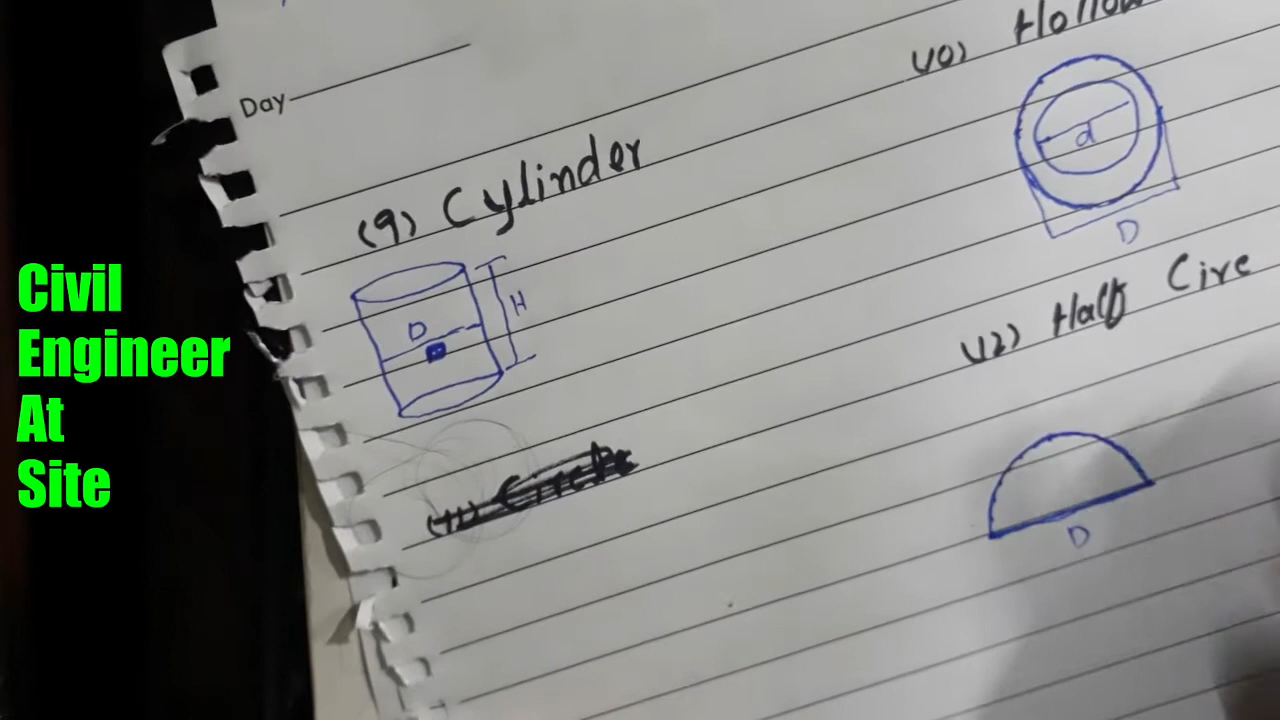 Day
(10) Hollow
d
D
(9) Cylinder
D
H
(12) Half Circ
D
Civil
Engineer
At
Site